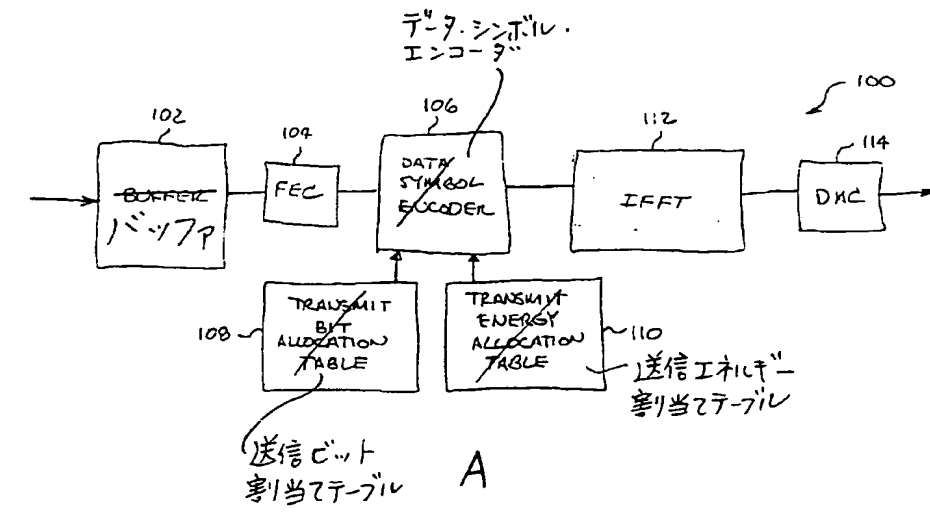 データ・シンボル・
エンコーダ
100
102
104
106
112
114
BUFFER
バッファ
FEC
DATA
SYMBOL
ENCODER
IFFT
DMC
108
TRANSMIT
BIT
ALLOCATION
TABLE
TRANSMIT
ENERGY
ALLOCATION
TABLE
110
送信エネルギー
割り当てテーブル
送信ビット
割り当てテーブル
A